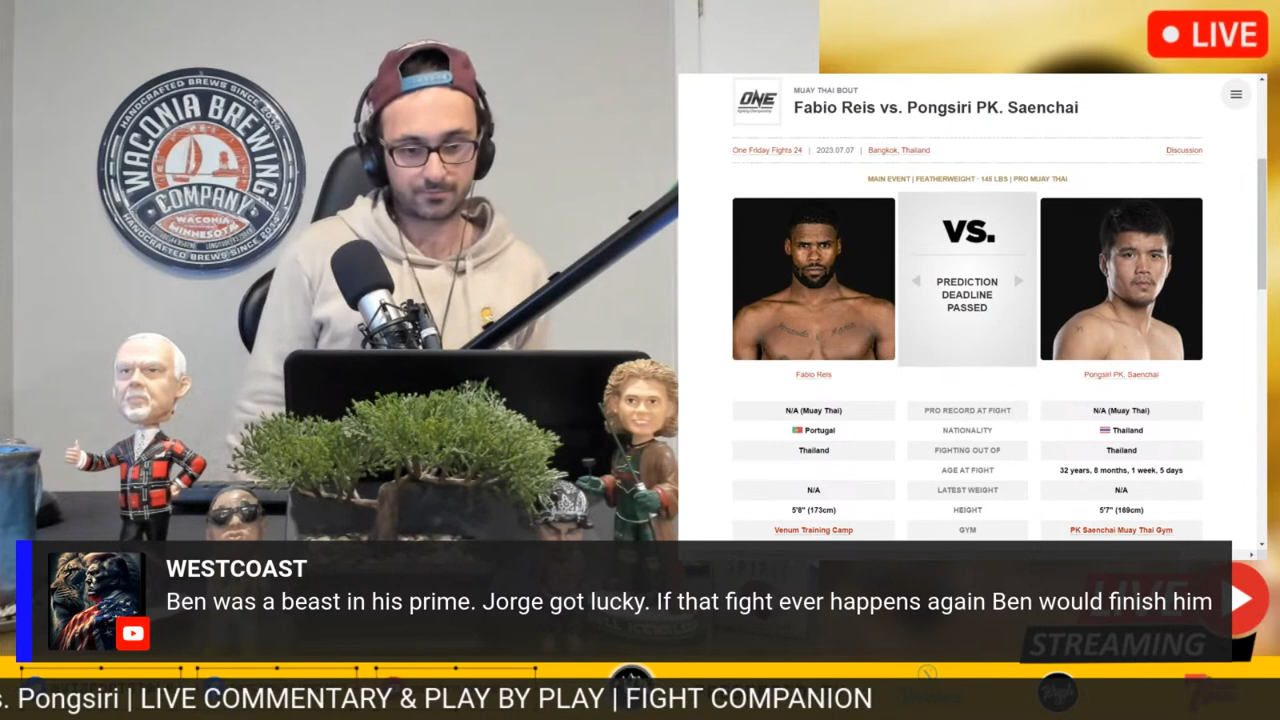 LIVE
HANDCRAFTED BREWS SINCE 2014
WACONIA BREWING
COMPANY
WACONIA
MINNESOTA
HANDCRAFTED BREWS SINCE 2014
ONE
MUAY THAI BOUT
Fabio Reis vs. Pongsiri PK. Saenchai
One Friday Fights 24 | 2023.07.07 | Bangkok, Thailand
Discussion
MAIN EVENT | FEATHERWEIGHT · 145 LBS | PRO MUAY THAI
VS.
PREDICTION
DEADLINE
PASSED
Fabio Reis
Pongsiri PK. Saenchai
N/A (Muay Thai) PRO RECORD AT FIGHT N/A (Muay Thai)
Portugal NATIONALITY Thailand
Thailand FIGHTING OUT OF Thailand
AGE AT FIGHT 32 years, 8 months, 1 week, 5 days
N/A LATEST WEIGHT N/A
5'8" (173cm) HEIGHT 5'7" (169cm)
Venum Training Camp GYM PK Saenchai Muay Thai Gym
WESTCOAST
Ben was a beast in his prime. Jorge got lucky. If that fight ever happens again Ben would finish him
LIVE
STREAMING
s. Pongsiri | LIVE COMMENTARY & PLAY BY PLAY | FIGHT COMPANION